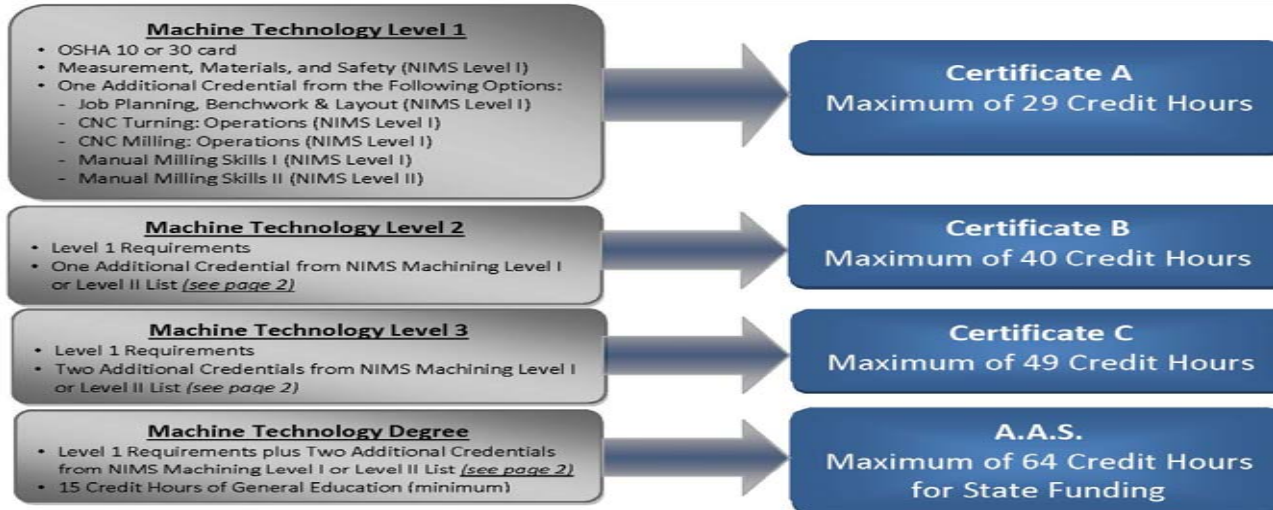 Machine Technology Level 1
• OSHA 10 or 30 card
• Measurement, Materials, and Safety (NIMS Level I)
• One Additional Credential from the Following Options:
- Job Planning, Benchwork & Layout (NIMS Level I)
- CNC Turning: Operations (NIMS Level I)
- CNC Milling: Operations (NIMS Level I)
- Manual Milling Skills I (NIMS Level I)
- Manual Milling Skills II (NIMS Level II)
Certificate A
Maximum of 29 Credit Hours
Machine Technology Level 2
• Level 1 Requirements
• One Additional Credential from NIMS Machining Level I
or Level II List (see page 2)
Certificate B
Maximum of 40 Credit Hours
Machine Technology Level 3
• Level 1 Requirements
• Two Additional Credentials from NIMS Machining Level I
or Level II List (see page 2)
Certificate C
Maximum of 49 Credit Hours
Machine Technology Degree
• Level 1 Requirements plus Two Additional Credentials
from NIMS Machining Level I or Level II List (see page 2)
• 15 Credit Hours of General Education (minimum)
A.A.S.
Maximum of 64 Credit Hours
for State Funding